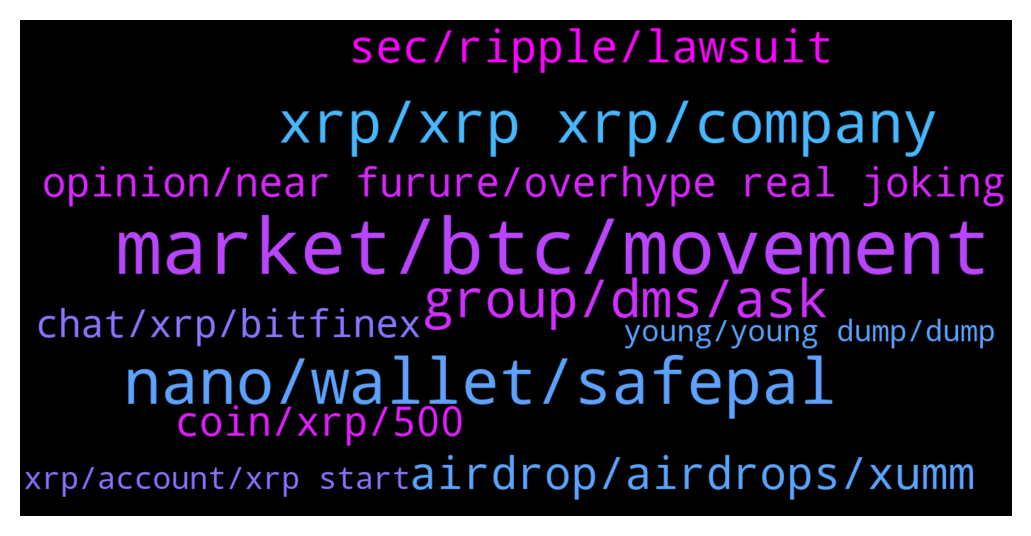 sec/ripple/lawsuit
xrp/xrp xrp/company
opinion/near furure/overhype real joking
market/btc/movement
group/dms/ask
chat/xrp/bitfinex
young/young dump/dump
nano/wallet/safepal
coin/xrp/500
xrp/account/xrp start
airdrop/airdrops/xumm